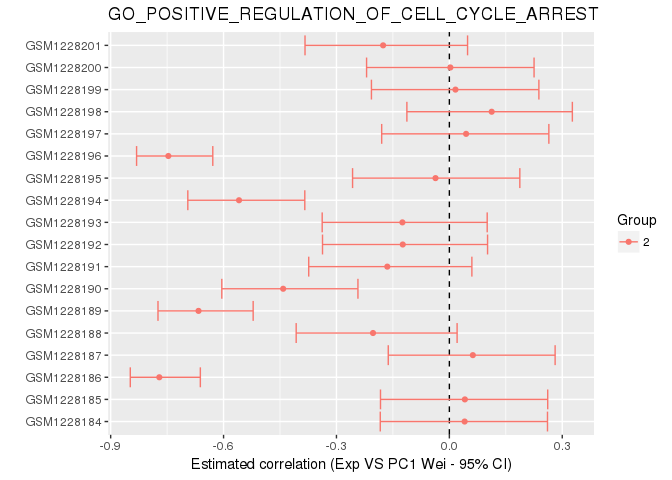 GO_POSITIVE_REGULATION_OF_CELL_CYCLE_ARREST
GSM1228201
GSM1228200
GSM1228199
GSM1228198
GSM1228197
GSM1228196
GSM1228195
GSM1228194
GSM1228193
GSM1228192
GSM1228191
GSM1228190
GSM1228189
GSM1228188
GSM1228187
GSM1228186
GSM1228185
GSM1228184
-0.9 -0.6 -0.3 0.0 0.3
Estimated correlation (Exp VS PC1 Wei - 95% CI)
Group
2